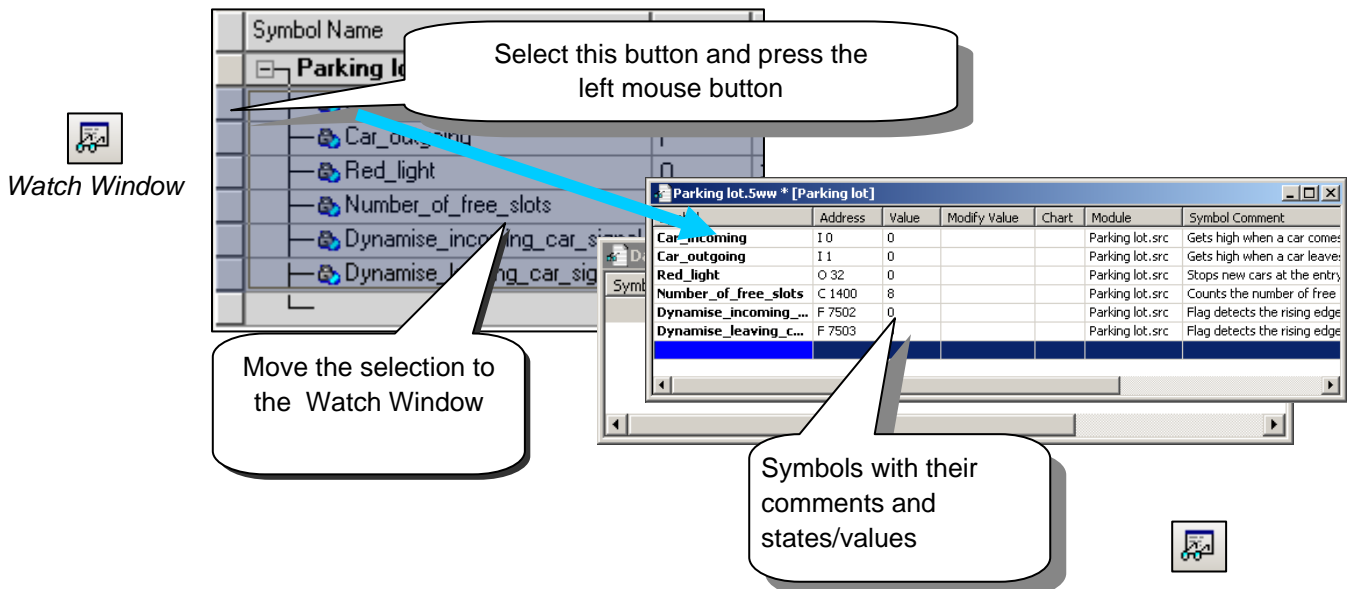 Symbol Name
Parking
Select this button and press the
left mouse button
Car_outgoing
Red_light
Number_of_free_slots
Dynamise_incoming_car_signal
Dynamise_
Watch Window
Parking lot.5ww * [Parking lot]
Address Value Modify Value Chart Module Symbol Comment
Car_incoming I 0 0 Parking lot.src Gets high when a car comes
Car_outgoing I 1 0 Parking lot.src Gets high when a car leaves
Red_light O 32 0 Parking lot.src Stops new cars at the entry
Number_of_free_slots C 1400 8 Parking lot.src Counts the number of free
Dynamise_incoming_... F 7502 0 Parking lot.src Flag detects the rising edge
Dynamise_leaving_c... F 7503 Parking lot.src Flag detects the rising edge
Move the selection to
the Watch Window
Symbols with their
comments and
states/values